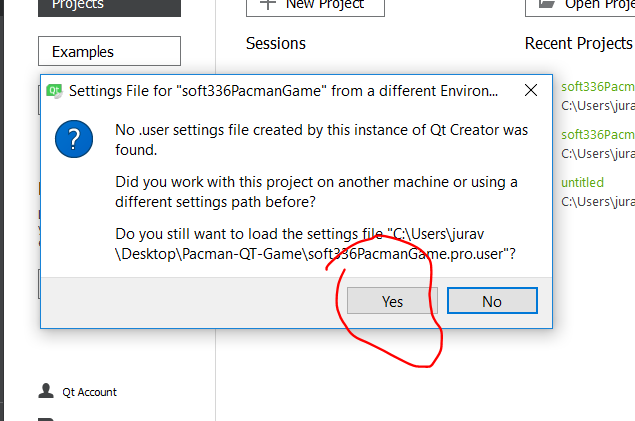 Projects
New Project
Open Proje
Examples
Sessions
Recent Projects
Settings File for "soft336PacmanGame" from a different Environ...
soft336Pacm
C:\Users\jurav
No .user settings file created by this instance of Qt Creator was
found.
soft336Pacm
C:\Users\jurav
Did you work with this project on another machine or using a
different settings path before?
untitled
C:\Users\jurav
Do you still want to load the settings file "C:\Users\jurav
\Desktop\Pacman-QT-Game\soft336PacmanGame.pro.user"?
Yes
No
Qt Account